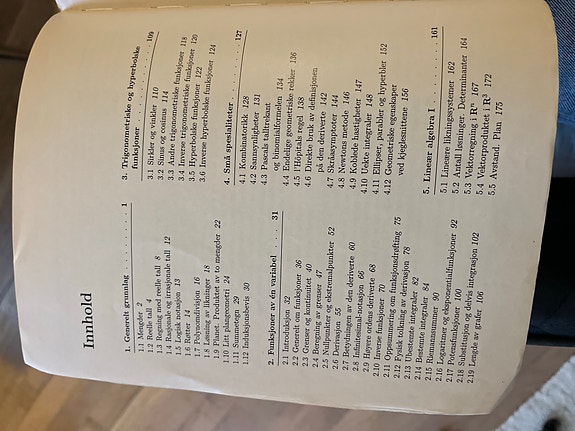 Innhold
1. Generelt grunnlag . . . . . . . 1
1.1 Mengder 2
1.2 Reelle tall 4
1.3 Regning med reelle tall 8
1.4 Rasjonale og irrasjonale tall 12
1.5 Logisk notasjon 13
1.6 Røtter 14
1.7 Polynomdivisjon 16
1.8 Løsning av likninger 18
1.9 Planet. Produktet av to mengder 22
1.10 Litt plangeometri 24
1.11 Summetegn 29
1.12 Induksjonsbevis 30
2. Funksjoner av én variabel . . 31
2.1 Introduksjon 32
2.2 Generelt om funksjoner 36
2.3 Grenser og kontinuitet 40
2.4 Beregning av grenser 47
2.5 Nullpunkter og ekstremalpunkter 52
2.6 Derivasjon 55
2.7 Betydningen av den deriverte 60
2.8 Infinitesimal-notasjon 66
2.9 Høyere ordens deriverte 68
2.10 Inverse funksjoner 70
2.11 Oppsummering om funksjonsdrøfting 75
2.12 Fysisk tolkning av derivasjon 78
2.13 Ubestemte integraler 82
2.14 Bestemte integraler 84
2.15 Riemannsummer 90
2.16 Logaritmer og eksponentialfunksjoner 92
2.17 Potensfunksjoner 100
2.18 Substitusjon og delvis integrasjon 102
2.19 Lengde av grafer 106
3. Trigonometriske og hyperbolske
funksjoner . . . . . . . . . . 109
3.1 Sirkler og vinkler 110
3.2 Sinus og cosinus 114
3.3 Andre trigonometriske funksjoner 118
3.4 Inverse trigonometriske funksjoner 120
3.5 Hyperbolske funksjoner 122
3.6 Inverse hyperbolske funksjoner 124
4. Små spesialiteter . . . . . . . 127
4.1 Kombinatorikk 128
4.2 Sannsynligheter 131
4.3 Pascals talltrekant
og binomialformelen 134
4.4 Endelige geometriske rekker 136
4.5 l'Hôpitals regel 138
4.6 Direkte bruk av definisjonen
på den deriverte 142
4.7 Skråasymptoter 144
4.8 Newtons metode 146
4.9 Koblede hastigheter 147
4.10 Uekte integraler 148
4.11 Ellipser, parabler og hyperbler 152
4.12 Geometriske egenskaper
ved kjeglesnittene 156
5. Lineær algebra I . . . . . . . 161
5.1 Lineære likningssystemer 162
5.2 Antall løsninger. Determinanter 164
5.3 Vektorregning i ℝⁿ 167
5.4 Vektorproduktet i ℝ³ 172
5.5 Avstand. Plan 175